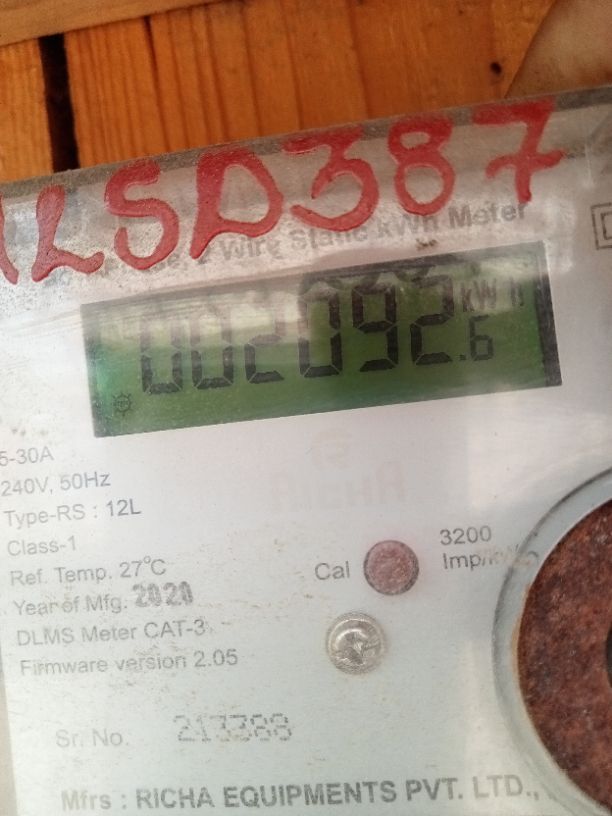 LSD387
2 Wire Static kWh Meter
002092.6 kWh
5-30A
240V, 50Hz
Type-RS : 12L
Class-1
Ref. Temp. 27°C
Year of Mfg. 2020
DLMS Meter CAT-3
Firmware version 2.05
Cal
3200
Sr. No. 213388
Mfrs : RICHA EQUIPMENTS PVT. LTD.,